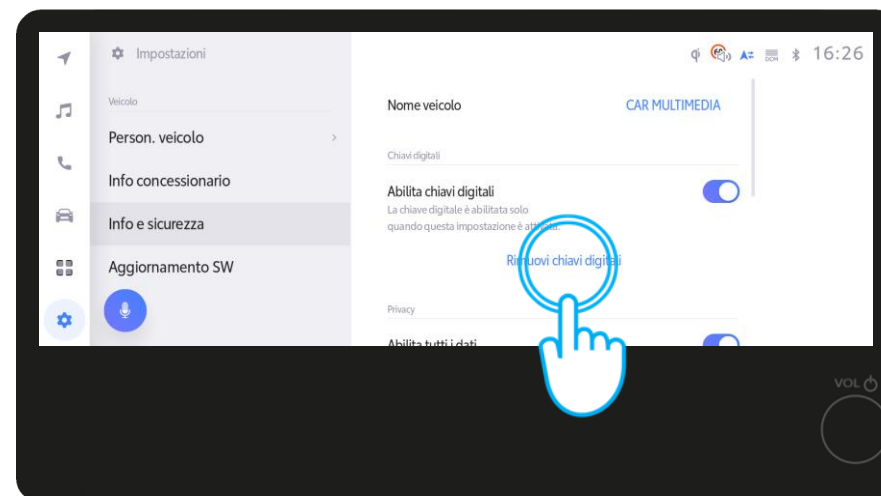 Impostazioni
16:26
Veicolo
Person. veicolo
Info concessionario
Info e sicurezza
Aggiornamento SW
Nome veicolo
CAR MULTIMEDIA
Chiavi digitali
Abilita chiavi digitali
La chiave digitale è abilitata solo
quando questa impostazione è attivata.
Rimuovi chiavi digitali
Privacy
Abilita tutti i dati
VOL